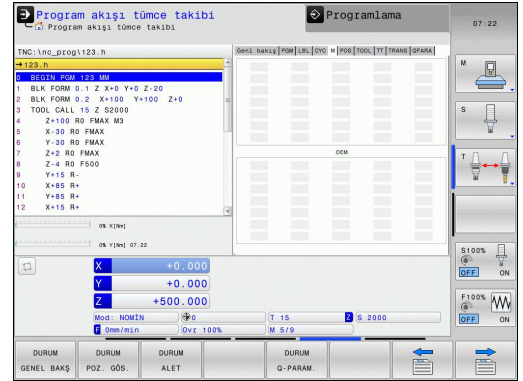 Program akışı tümce takibi
Program akışı tümce takibi
Programlama
07:22
TNC:\nc_prog\123.h
→123.h
0 BEGIN PGM 123 MM
1 BLK FORM 0.1 Z X+0 Y+0 Z-20
2 BLK FORM 0.2 X+100 Y+100 Z+0
3 TOOL CALL 15 Z S2000
4 Z+100 R0 FMAX M3
5 X-30 R0 FMAX
6 Y-30 R0 FMAX
7 Z+2 R0 FMAX
8 Z-4 R0 F500
9 Y+15 R-
10 X+85 R+
11 Y+85 R+
12 X+15 R+
Genl bakış PGM LBL CYC M POS TOOL TT TRANS QPARA
OEM
0% X[Nm]
0% Y[Nm] 07:22
X +0.000
Y +0.000
Z +500.000
Mod: NOMİN 0 T 15 Z S 2000
F 0mm/min Ovr 100% M 5/9
M
S
T
S100%
OFF ON
F100%
OFF ON
DURUM GENEL BAKŞ
DURUM POZ. GÖS.
DURUM ALET
DURUM Q-PARAM.